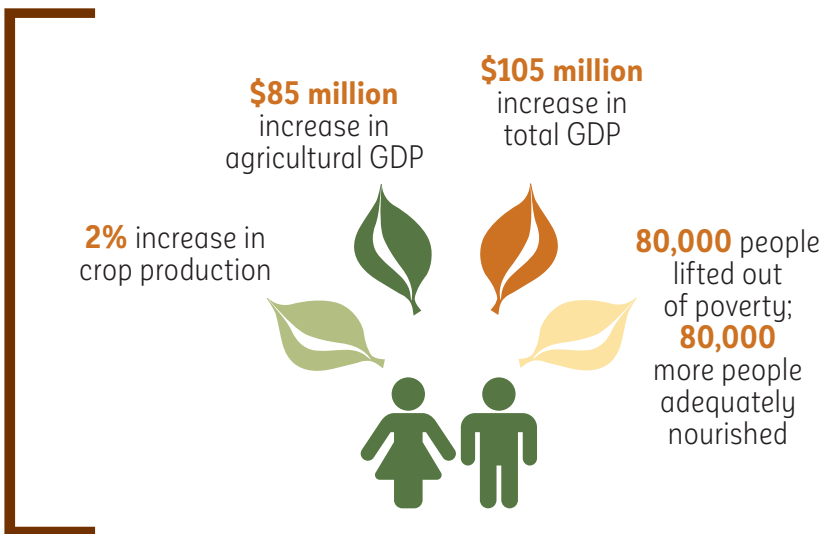 $85 million
increase in
agricultural GDP
$105 million
increase in
total GDP
2% increase in
crop production
80,000 people
lifted out
of poverty;
80,000
more people
adequately
nourished